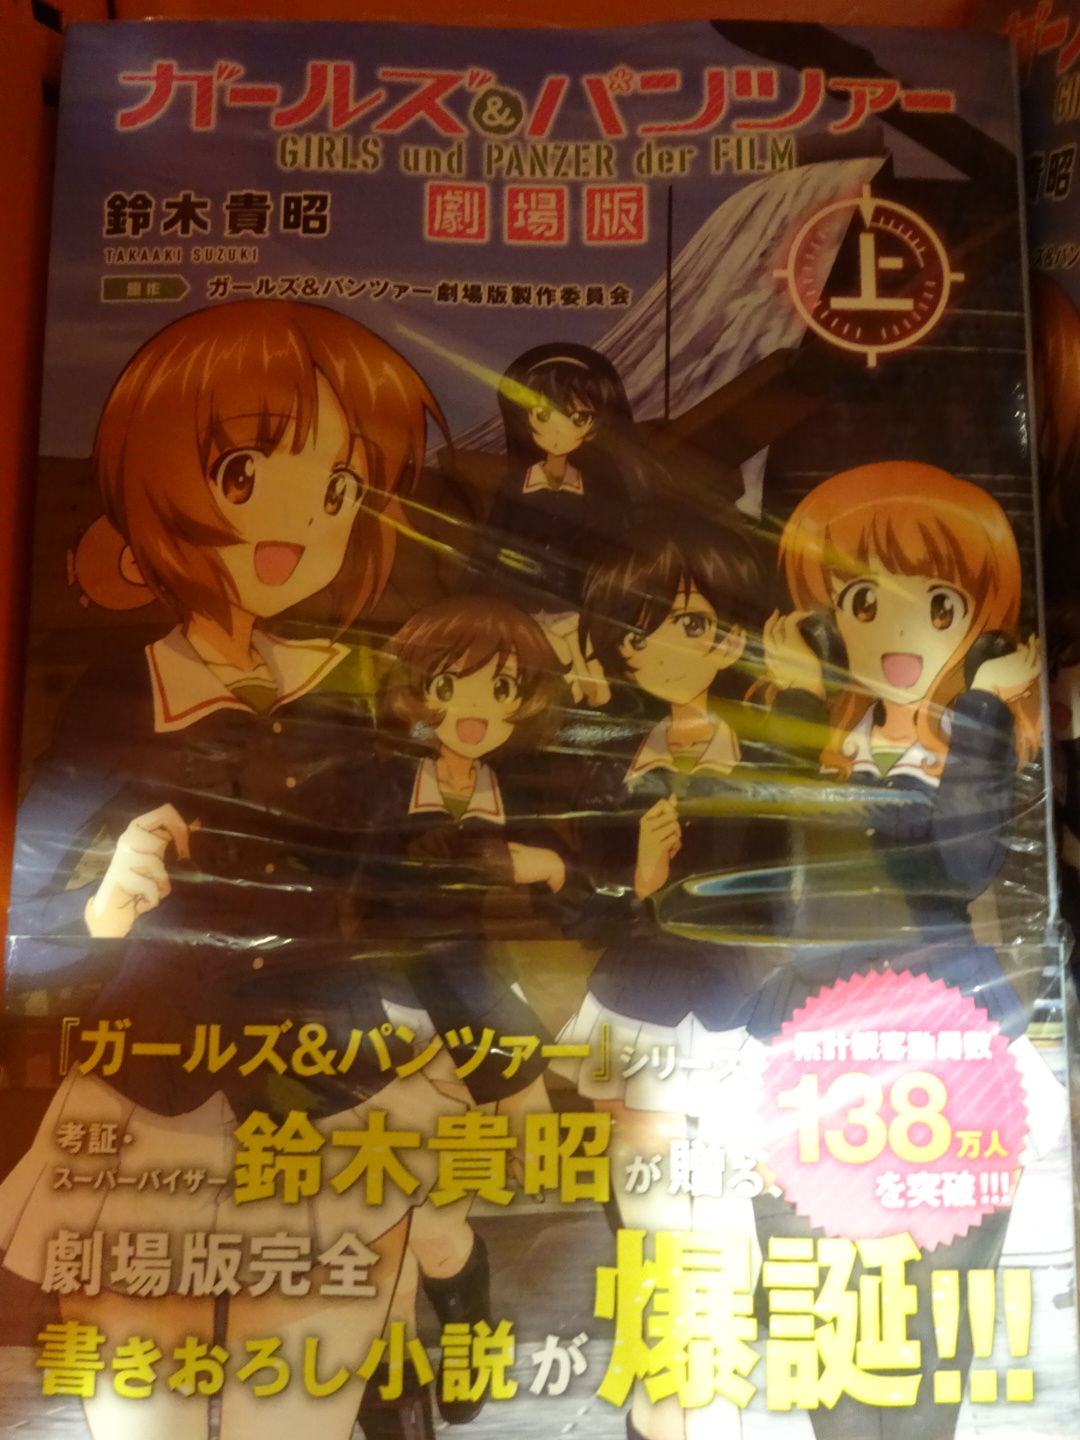 ガールズ&パンツァー
GIRLS und PANZER der FILM
劇場版
鈴木貴昭
TAKAAKI SUZUKI
上
原作
ガールズ&パンツァー劇場版製作委員会
『ガールズ&パンツァー』シリーズ
考証・
スーパーバイザー
鈴木貴昭が贈る、
劇場版完全
書きおろし小説が
爆誕!!!
累計観客動員数
138万人
を突破!!!